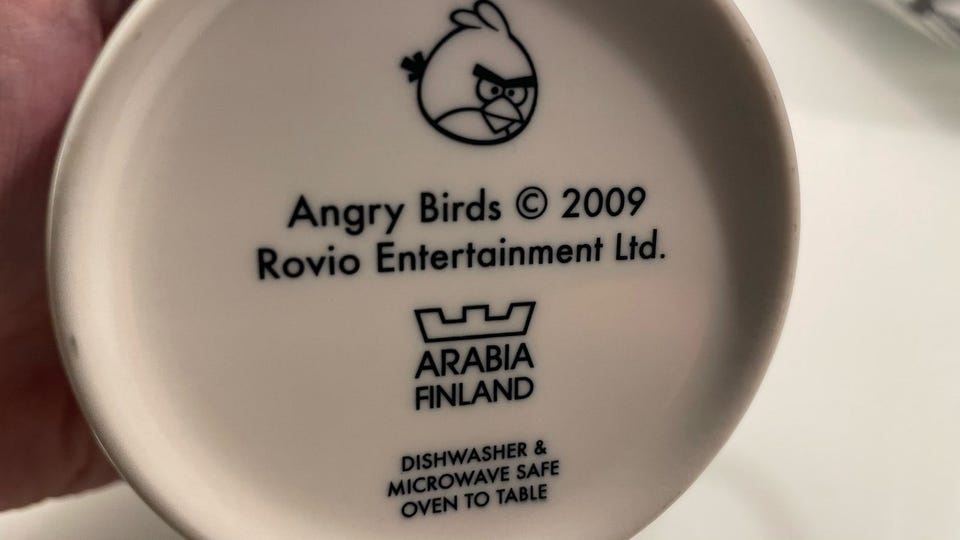 Angry Birds © 2009
Rovio Entertainment Ltd.
ARABIA
FINLAND
DISHWASHER &
MICROWAVE SAFE
OVEN TO TABLE